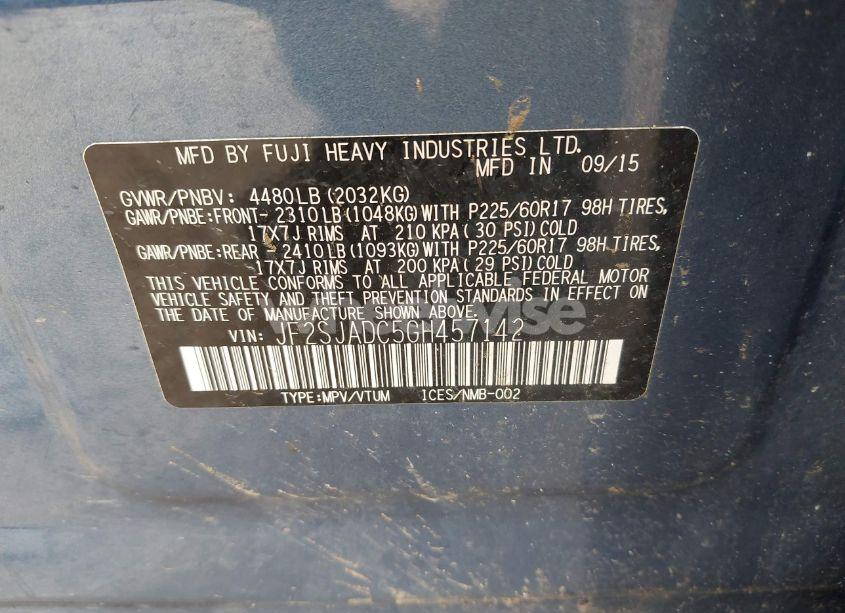 MFD BY FUJI HEAVY INDUSTRIES LTD.
MFD IN 09/15
GVWR/PNBV: 4480LB (2032KG)
GAWR/PNBE:FRONT- 2310LB(1048KG)WITH P225/60R17 98H TIRES,
17X7J RIMS AT 210 KPA( 30 PSI)COLD
GAWR/PNBE:REAR - 2410LB(1093KG)WITH P225/60R17 98H TIRES,
17X7J RIMS AT 200 KPA(29 PSI)COLD
THIS VEHICLE CONFORMS TO ALL APPLICABLE FEDERAL MOTOR
VEHICLE SAFETY AND THEFT PREVENTION STANDARDS IN EFFECT ON
THE DATE OF MANUFACTURE SHOWN ABOVE.
VIN: JF2SJADC5GH457142
TYPE:MPV/VTUM ICES/NMB-002